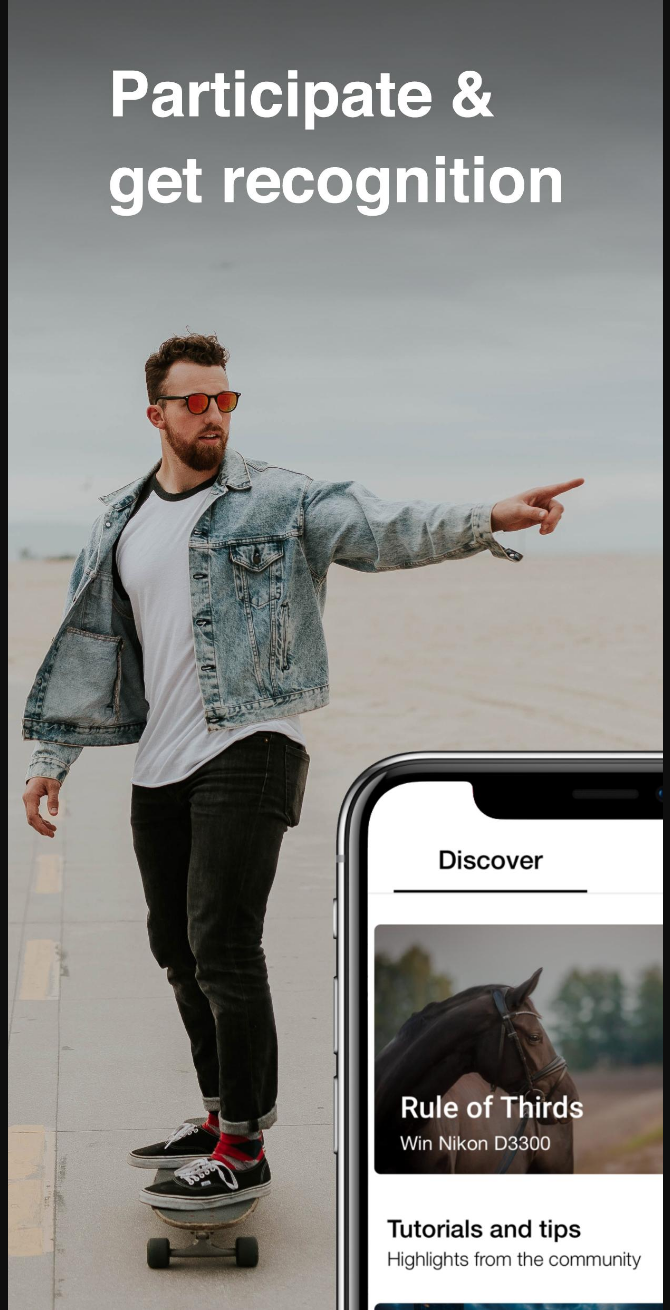 Participate &
get recognition
Discover
Rule of Thirds
Win Nikon D3300
Tutorials and tips
Highlights from the community